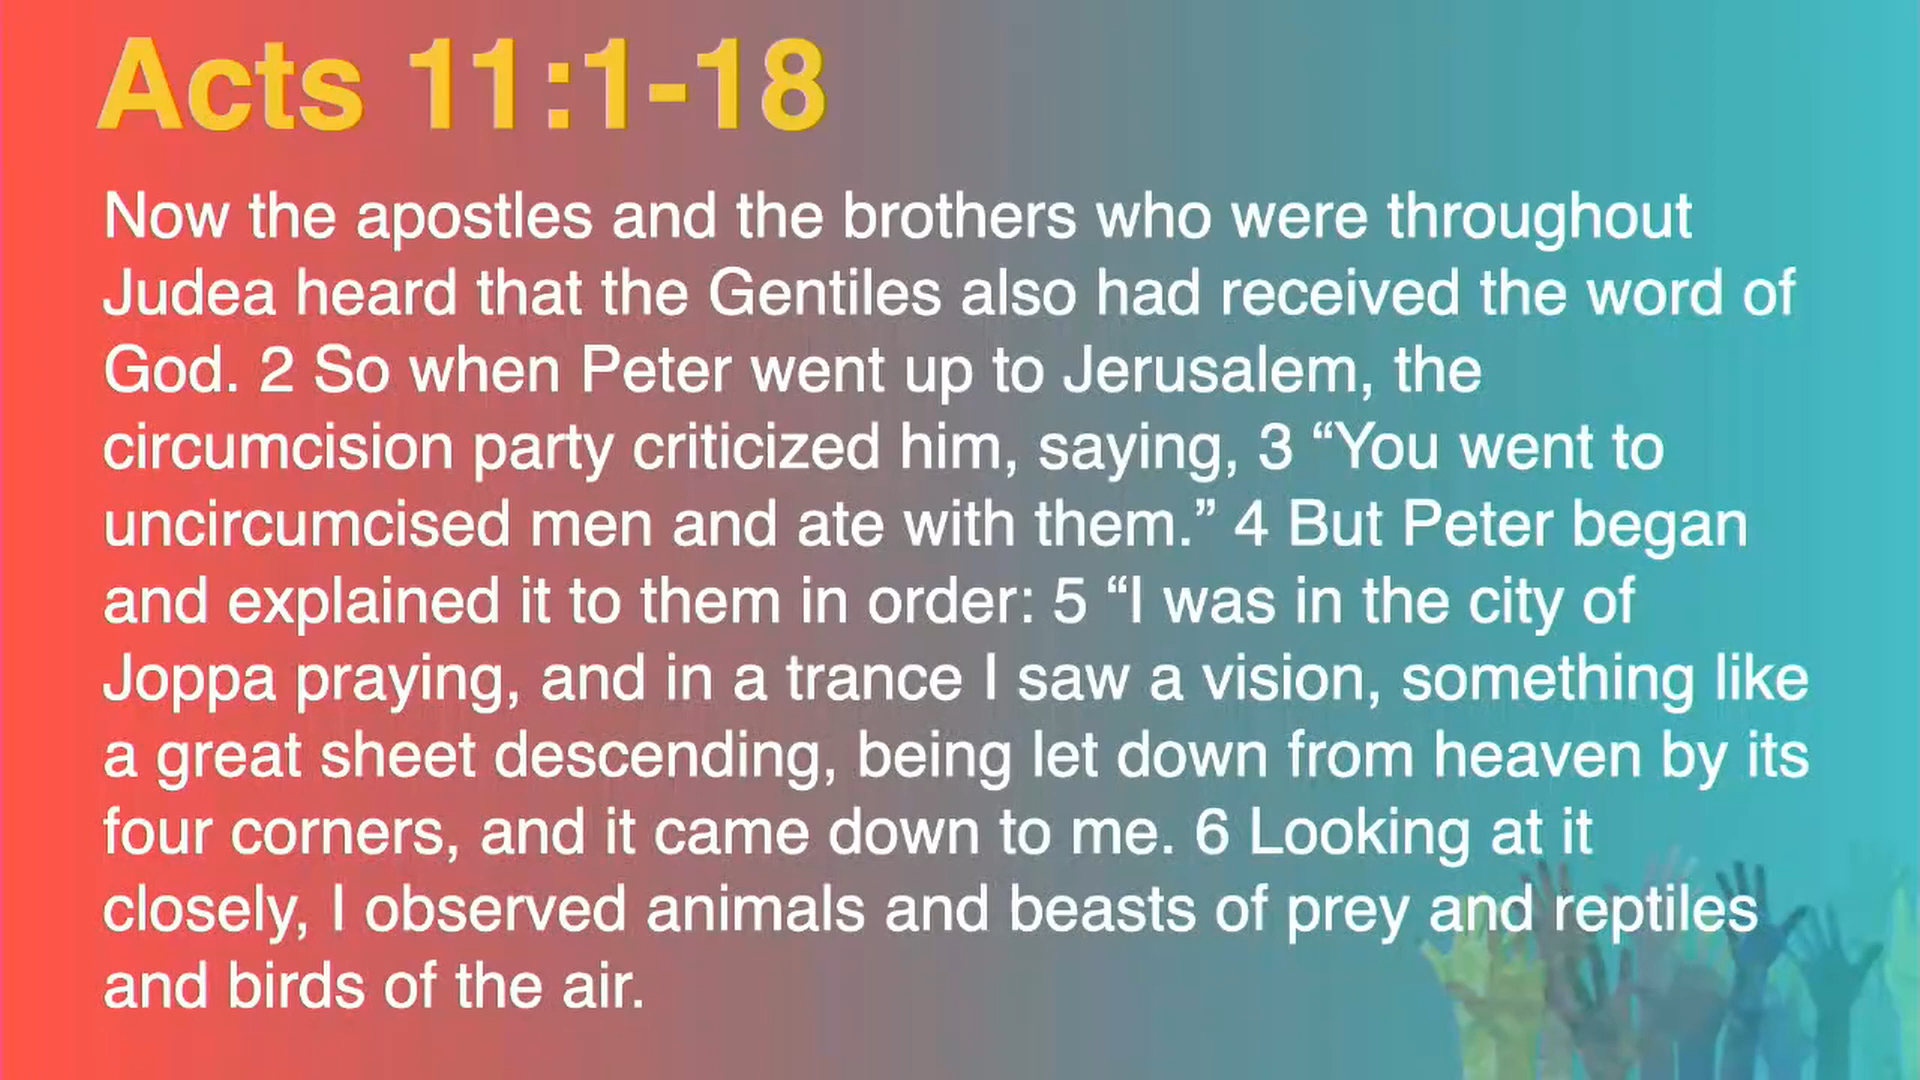 Acts 11:1-18
Now the apostles and the brothers who were throughout
Judea heard that the Gentiles also had received the word of
God. 2 So when Peter went up to Jerusalem, the
circumcision party criticized him, saying, 3 “You went to
uncircumcised men and ate with them.” 4 But Peter began
and explained it to them in order: 5 “I was in the city of
Joppa praying, and in a trance I saw a vision, something like
a great sheet descending, being let down from heaven by its
four corners, and it came down to me. 6 Looking at it
closely, I observed animals and beasts of prey and reptiles
and birds of the air.